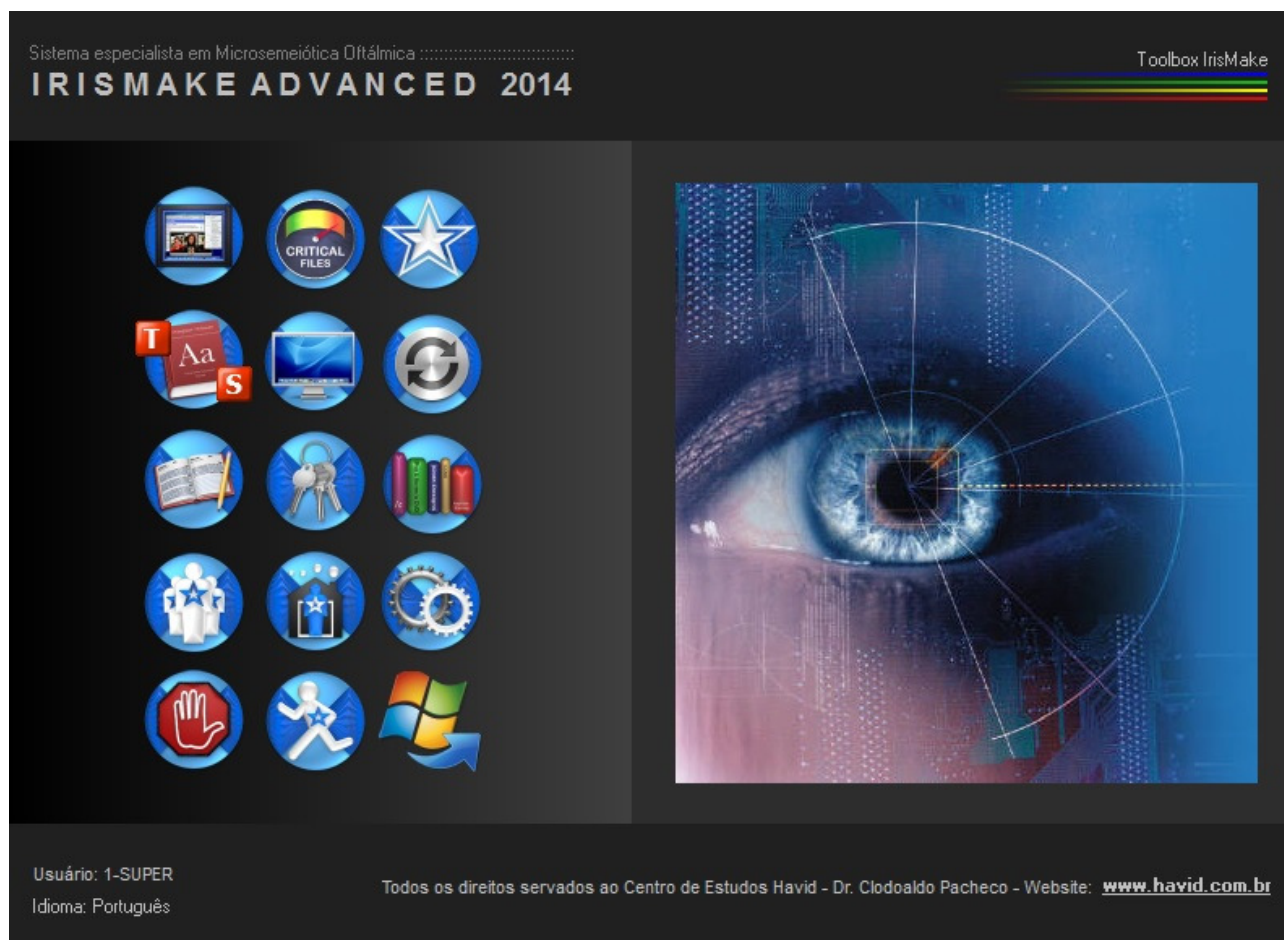 Sistema especialista em Microsemeiótica Oftálmica ::::::::::::::::::::::::::::::::
IRISMAKE ADVANCED 2014
Toolbox IrisMake
CRITICAL
FILES
T
Aa
S
Usuário: 1-SUPER
Idioma: Português
Todos os direitos servados ao Centro de Estudos Havid - Dr. Clodoaldo Pacheco - Website: www.havid.com.br